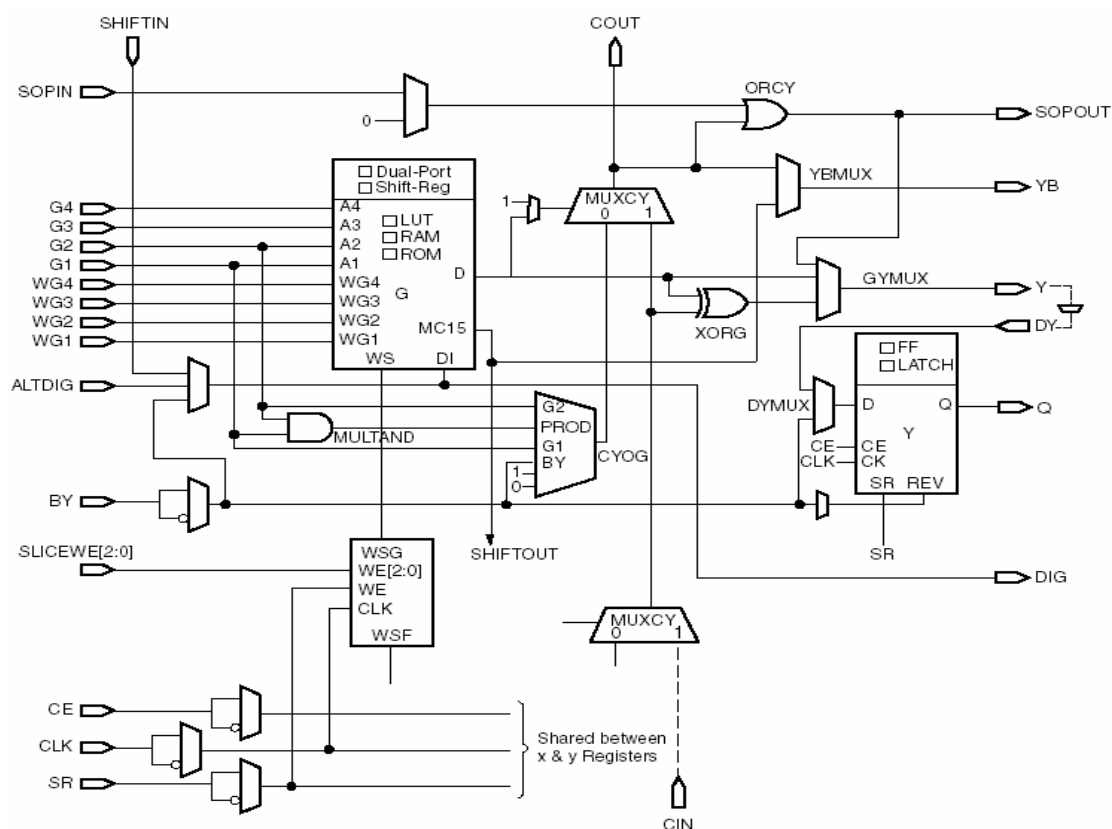 SHIFTIN
COUT
SOPIN
0
ORCY
SOPOUT
Dual-Port
Shift-Reg
YBMUX
YB
G4
G3
G2
G1
WG4
WG3
WG2
WG1
A4
A3
A2
A1
WG4
WG3
WG2
WG1
LUT
RAM
ROM
G
D
MC15
WS
DI
1
MUXCY
0 1
GYMUX
Y
XORG
DY
ALTDIG
FF
LATCH
DYMUX
D
Q
Q
Y
CE
CLK
CE
CK
SR REV
SR
MULTAND
G2
PROD
G1
BY
1
0
CYOG
BY
SHIFTOUT
DIG
SLICEWE[2:0]
WSG
WE[2:0]
WE
CLK
WSF
MUXCY
0 1
CE
CLK
SR
Shared between
x & y Registers
CIN